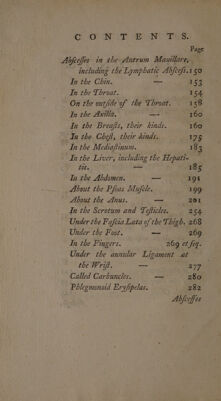 CONTENTS.
Page
Abſceſſes in the Antrum Maxillare,
including the Lymphatic Abſceſs. 150
In the Chin. — 153
In the Throat. 154
On the outſide of the Throat. 158
In the Axilla. — 160
In the Breaſts, their kinds. 160
In the Cheſt, their kinds. 175
In the Mediaſtinum. 183
In the Liver, including the Hepati-
tis. — 185
In the Abdomen. — 191
About the Pſoas Muſcle. 199
About the Anus. — 201
In the Scrotum and Teſticles. 254
Under the Faſcia Lata of the Thigh. 268
Under the Foot. — 269
In the Fingers. 269 et ſeq.
Under the annular Ligament at
the Wriſt. — 277
Called Carbuncles. — 280
Phlegmonoid Eryſipelas. 282
Abſceſſes